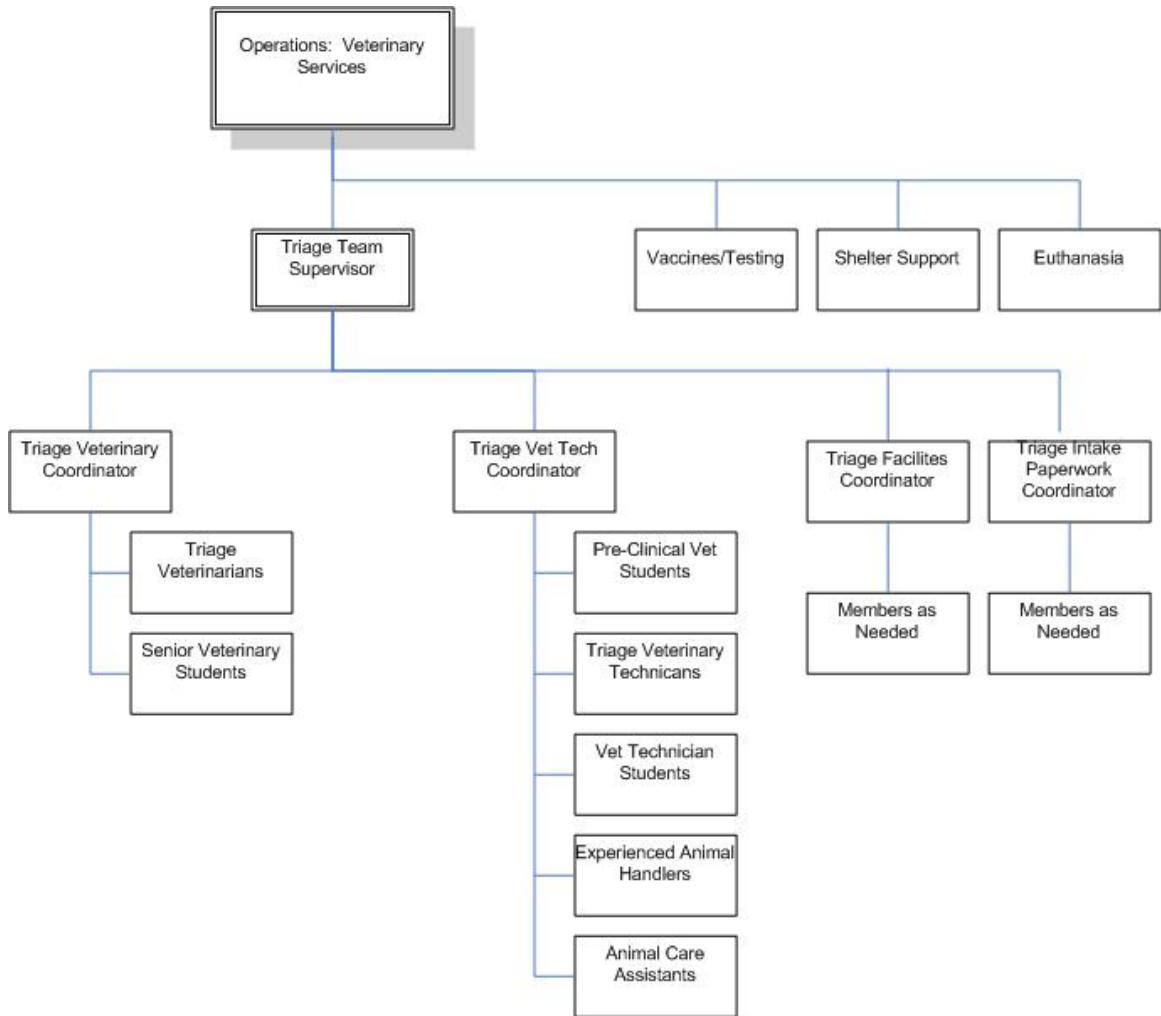 Operations: Veterinary
Services
Triage Team
Supervisor
Vaccines/Testing
Shelter Support
Euthanasia
Triage Veterinary
Coordinator
Triage Vet Tech
Coordinator
Triage Facilites
Coordinator
Triage Intake
Paperwork
Coordinator
Triage
Veterinarians
Senior Veterinary
Students
Pre-Clinical Vet
Students
Triage Veterinary
Technicans
Vet Technician
Students
Experienced Animal
Handlers
Animal Care
Assistants
Members as
Needed
Members as
Needed